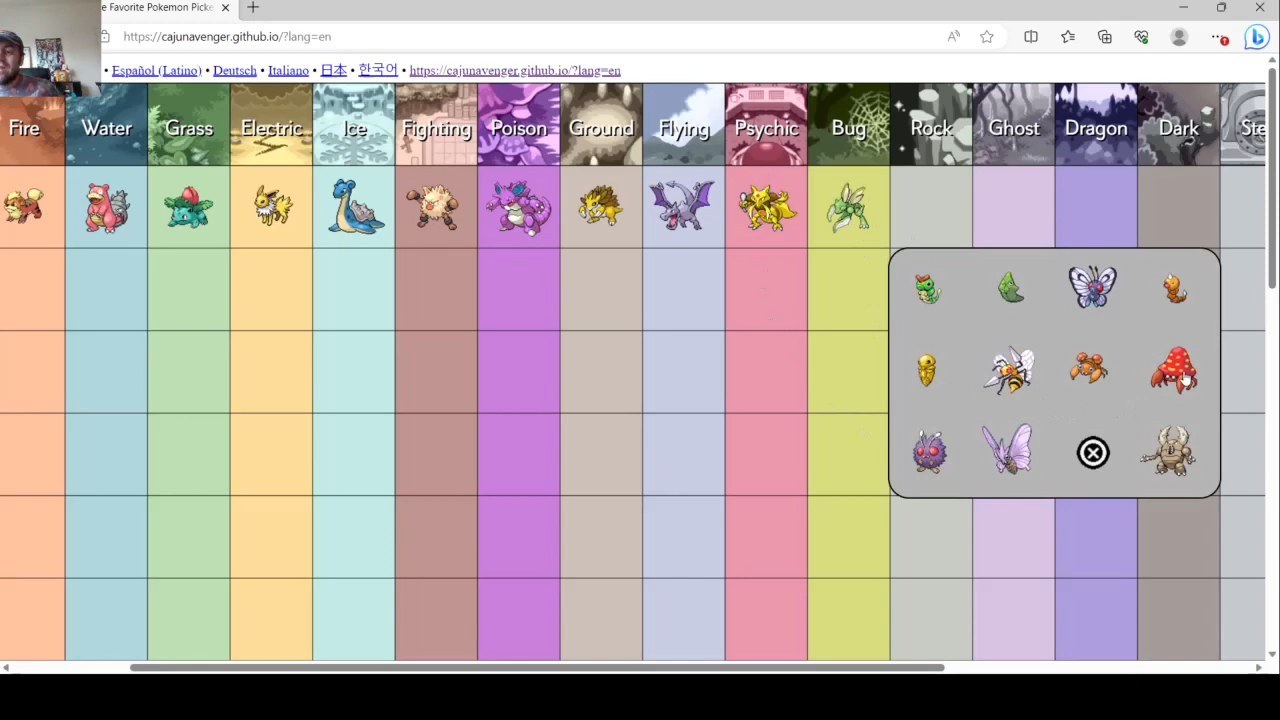 e Favorite Pokemon Picke
https://cajunavenger.github.io/?lang=en
• Español (Latino) • Deutsch • Italiano • 日本 • 한국어 • https://cajunavenger.github.io/?lang=en
Fire Water Grass Electric Ice Fighting Poison Ground Flying Psychic Bug Rock Ghost Dragon Dark Ste